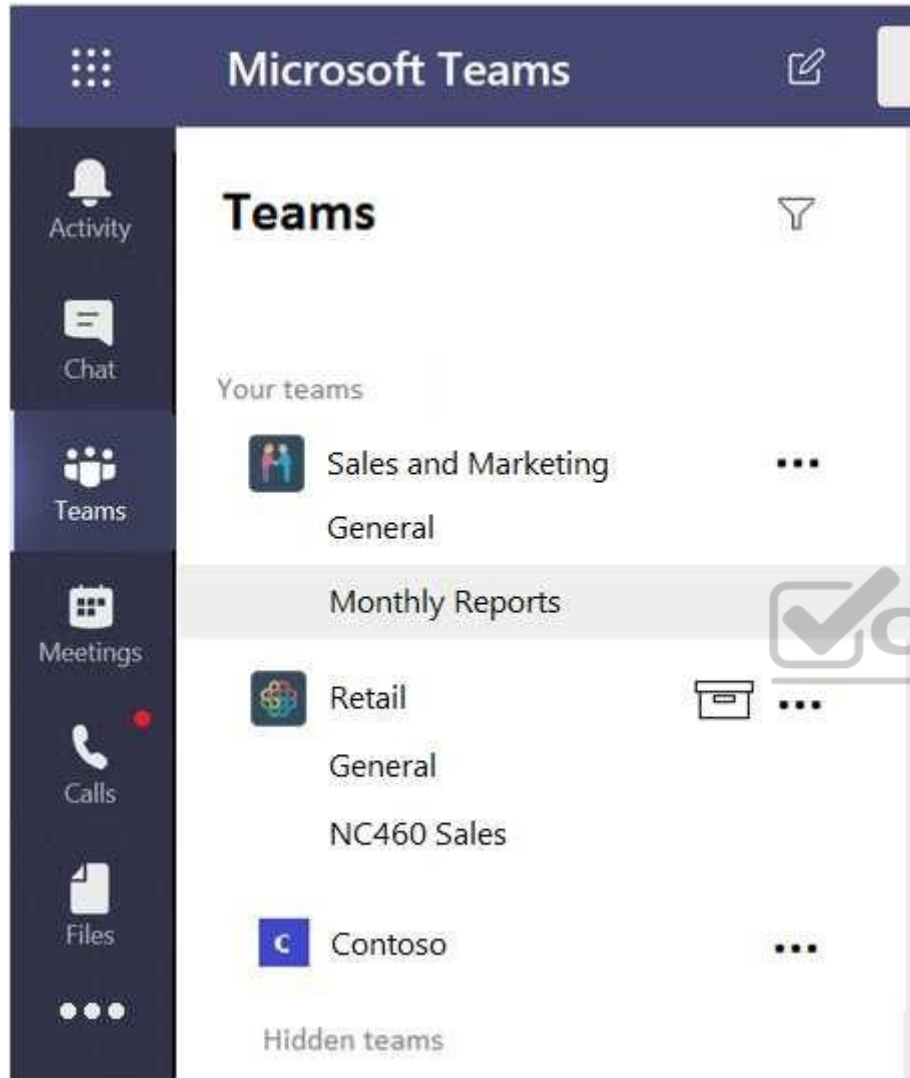 Microsoft Teams
Activity
Chat
Teams
Meetings
Calls
Files
Teams
Your teams
Sales and Marketing
General
Monthly Reports
Retail
General
NC460 Sales
C Contoso
Hidden teams